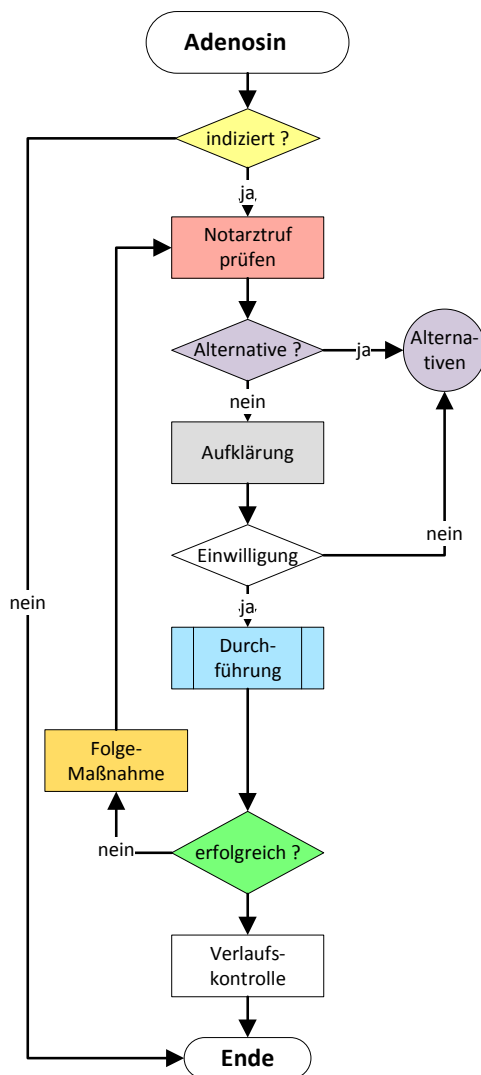 Adenosin
indiziert ?
ja
Notarztruf
prüfen
Alternative ?
ja
Alterna-
tiven
nein
Aufklärung
nein
Einwilligung
nein
ja
Durch-
führung
Folge-
Maßnahme
nein
erfolgreich ?
Verlaufs-
kontrolle
Ende